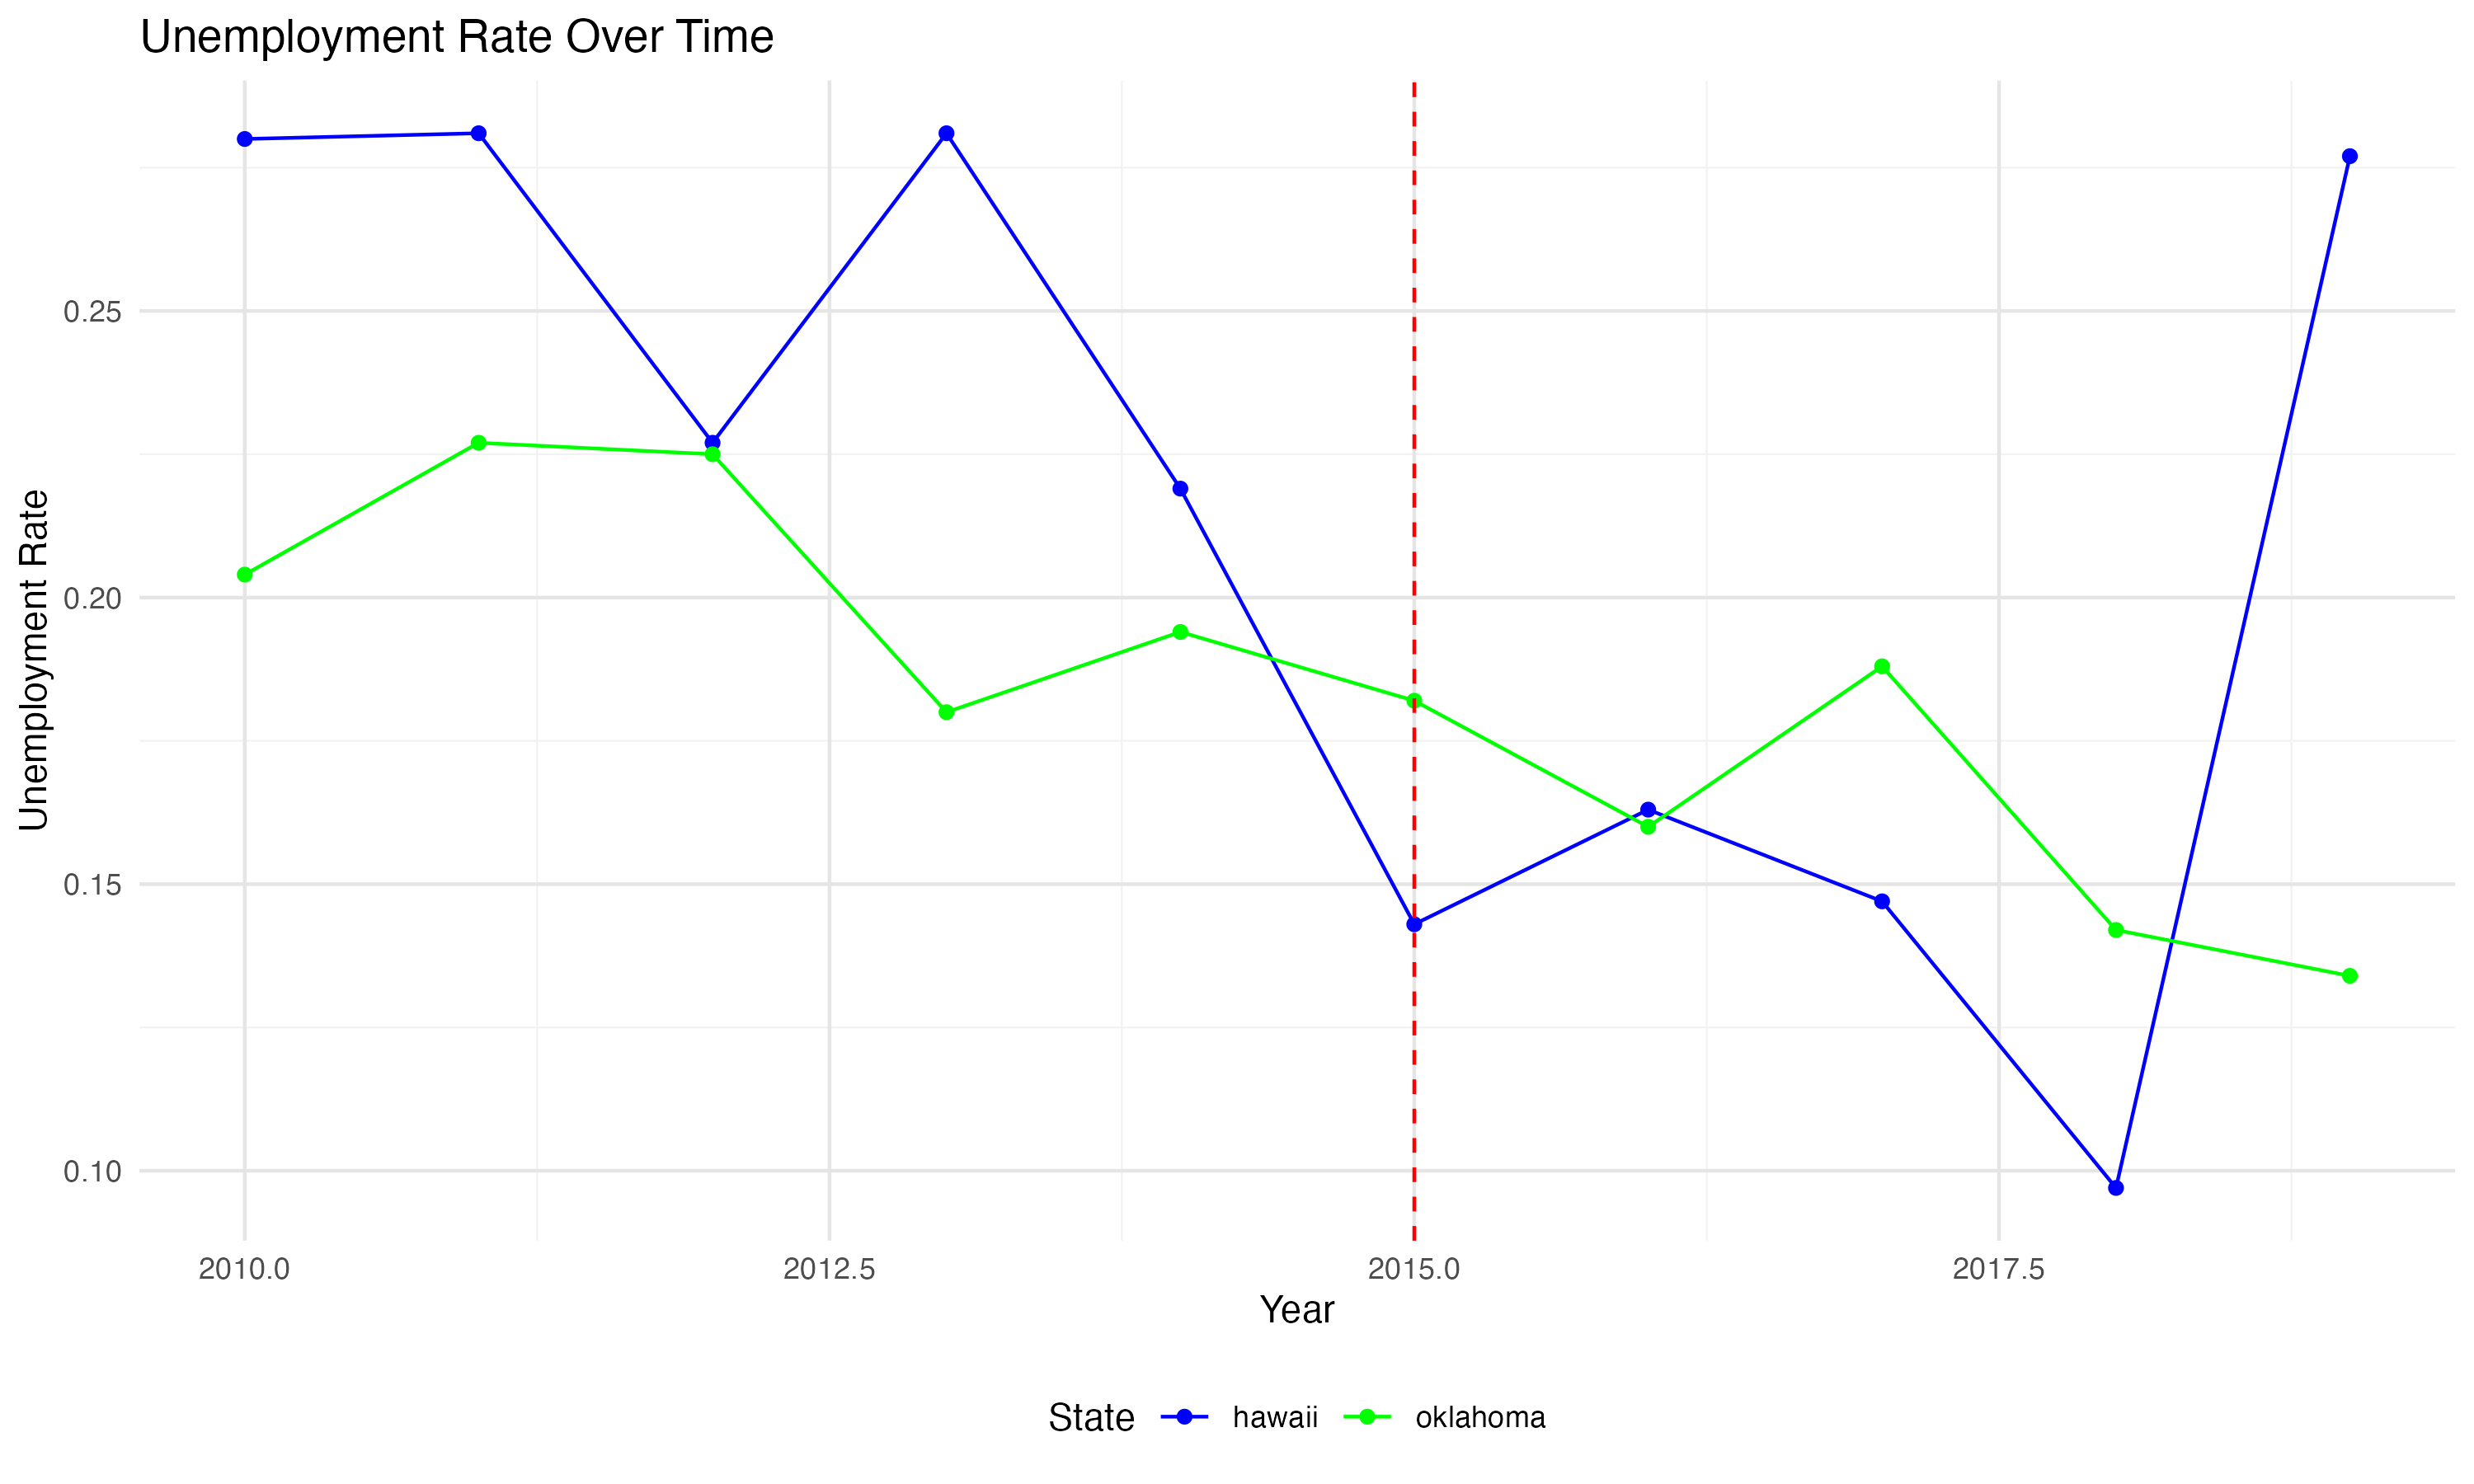 Unemployment Rate Over Time
Unemployment Rate
0.25
0.20
0.15
0.10
2010.0 2012.5 2015.0 2017.5
Year
State hawaii oklahoma